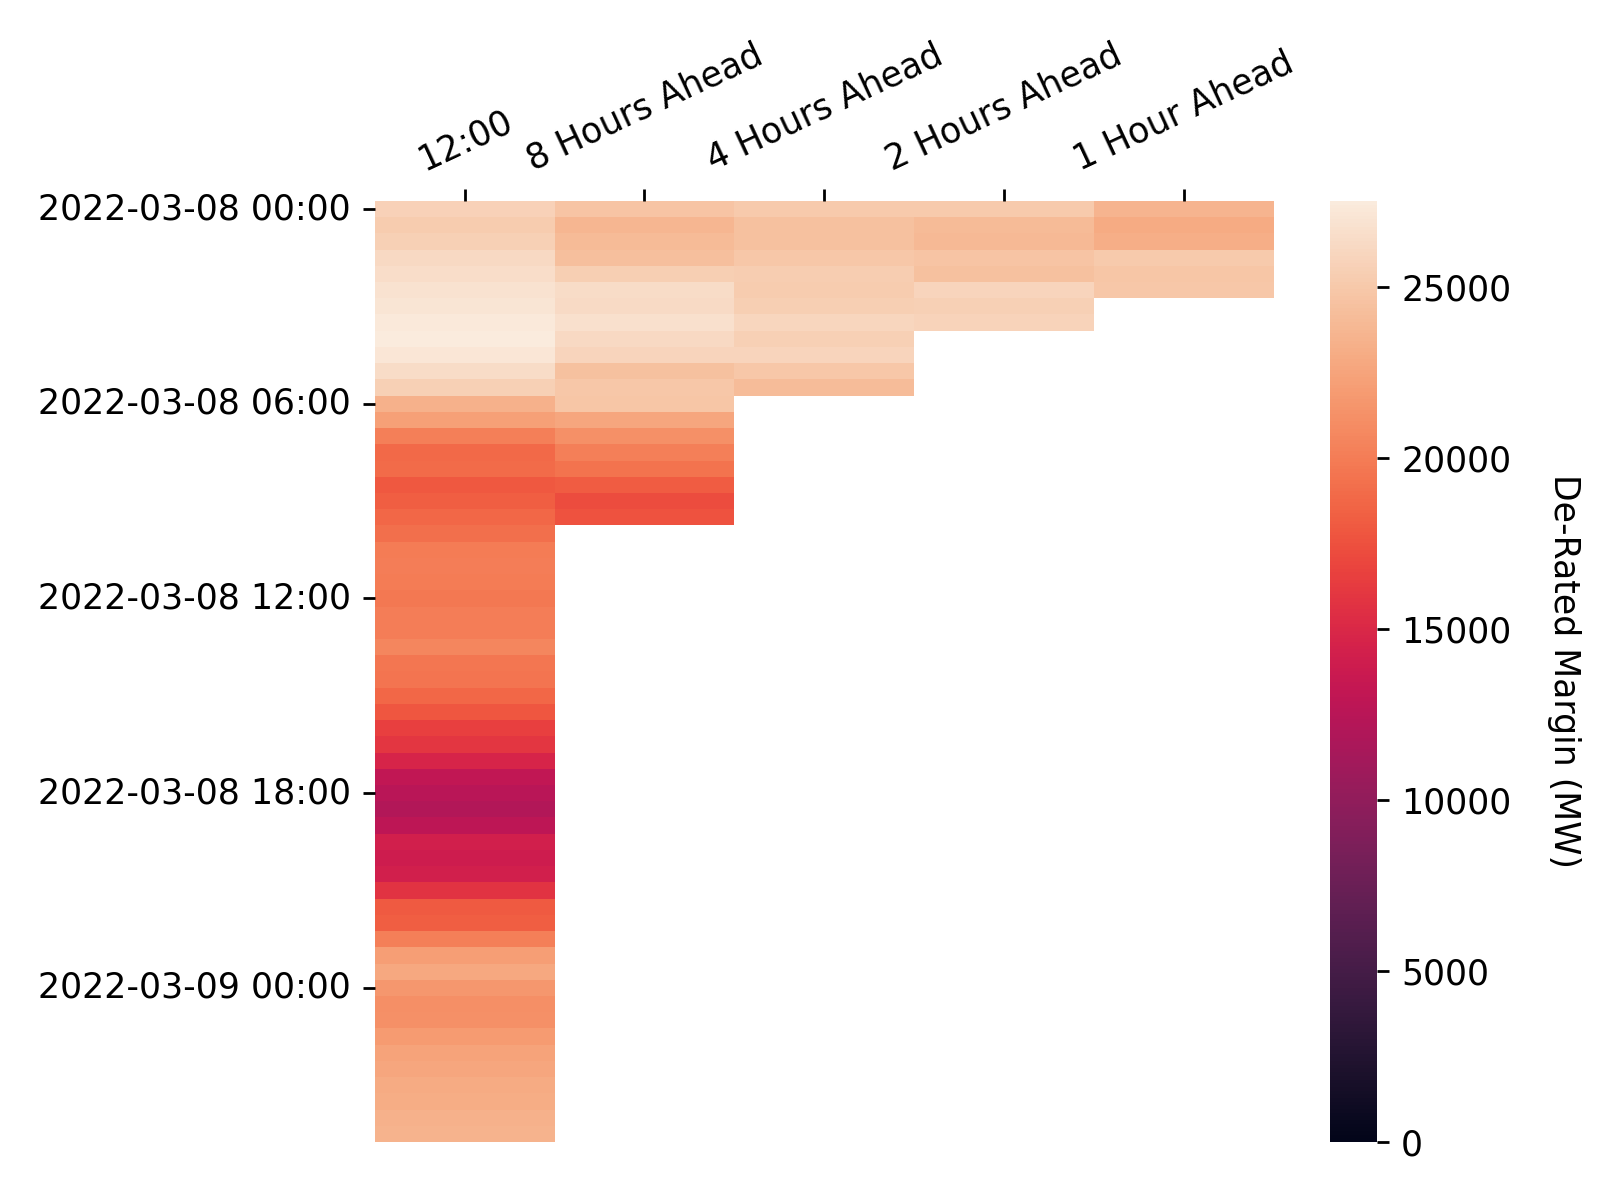 12:00
8 Hours Ahead
4 Hours Ahead
2 Hours Ahead
1 Hour Ahead
2022-03-08 00:00
2022-03-08 06:00
2022-03-08 12:00
2022-03-08 18:00
2022-03-09 00:00
25000
20000
15000
10000
5000
0
De-Rated Margin (MW)